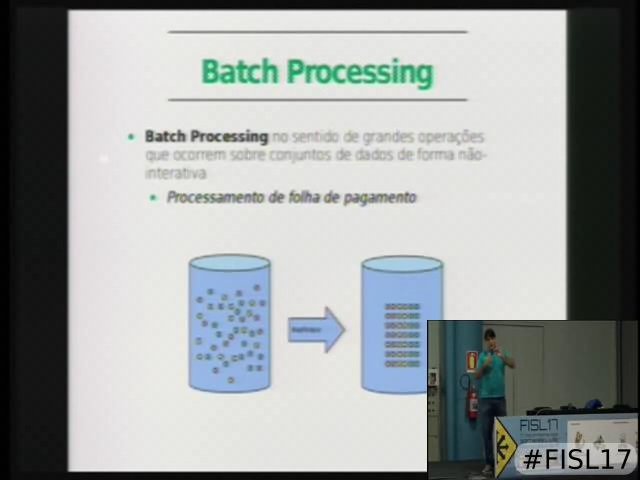 Batch Processing
• Batch Processing no sentido de grandes operações
que ocorrem sobre conjuntos de dados de forma não-
interativa
• Processamento de folha de pagamento
FISL17
#FISL17